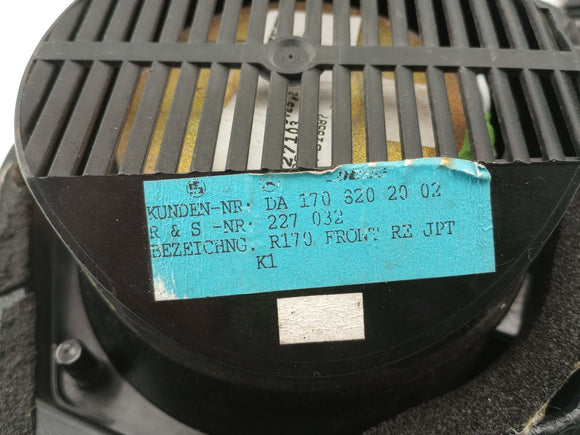 KUNDEN-NR: DA 170 820 20 02
R & S -NR: 227 032
BEZEICHNG. R170 FRONT RE JPT
K1